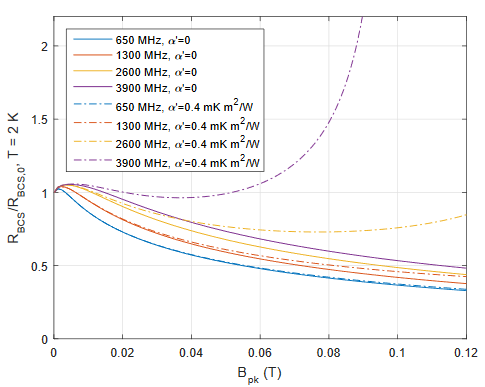 2
1.5
1
0.5
0
0
0.02
0.04
0.06
0.08
0.1
0.12
R_BCS/R_BCS,0, T = 2 K
B_pk (T)
650 MHz, α'=0
1300 MHz, α'=0
2600 MHz, α'=0
3900 MHz, α'=0
650 MHz, α'=0.4 mK m²/W
1300 MHz, α'=0.4 mK m²/W
2600 MHz, α'=0.4 mK m²/W
3900 MHz, α'=0.4 mK m²/W